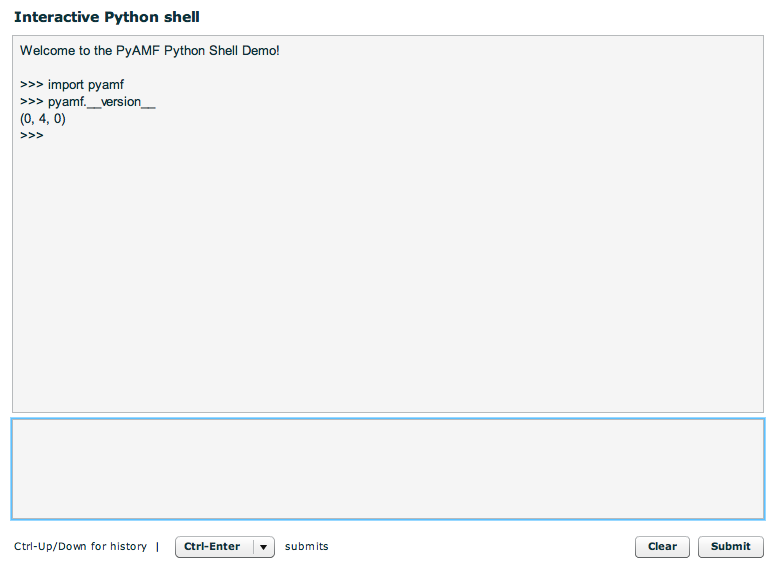 Interactive Python shell
Welcome to the PyAMF Python Shell Demo!
>>> import pyamf
>>> pyamf.__version__
(0, 4, 0)
>>>
Ctrl-Up/Down for history | Ctrl-Enter submits Clear Submit